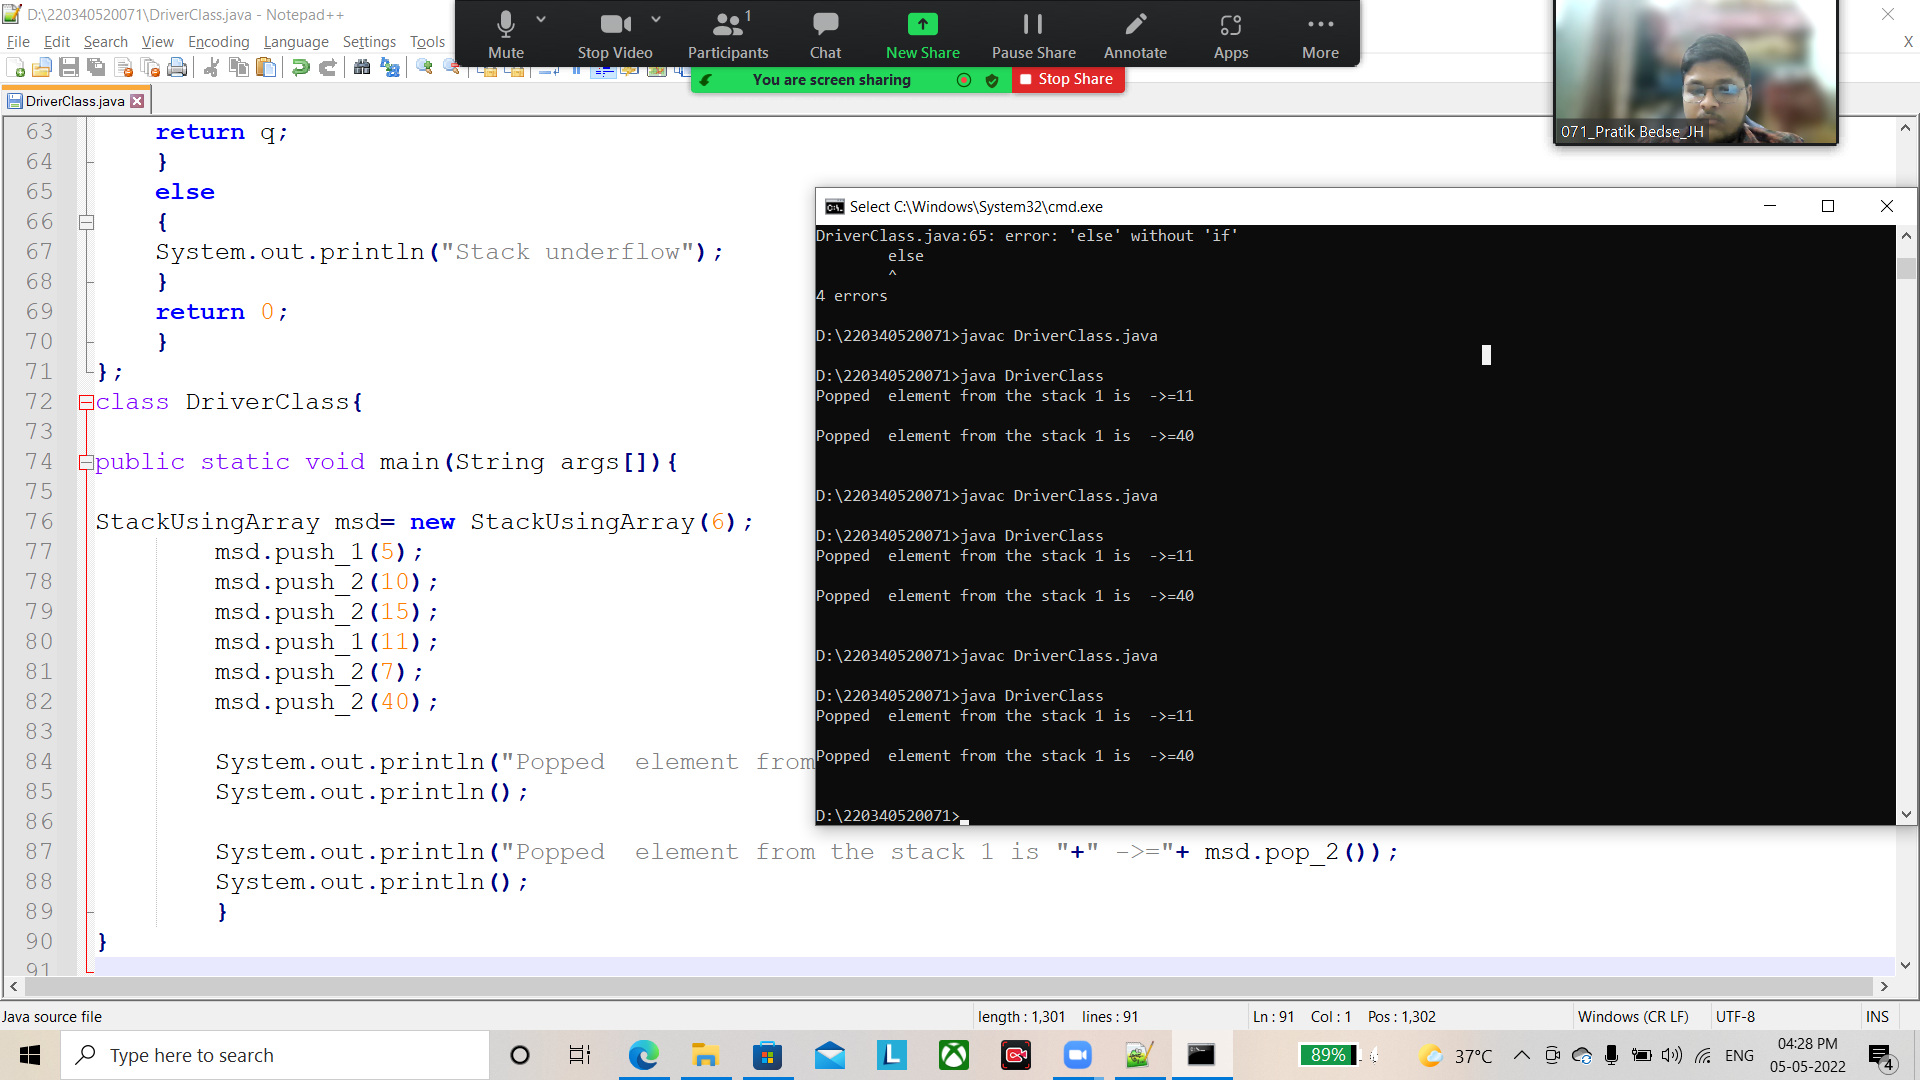 D:\220340520071\DriverClass.java - Notepad++
File Edit Search View Encoding Language Settings Tools
X
Mute
Stop Video
1
Participants
Chat
New Share
Pause Share
Annotate
Apps
More
You are screen sharing
Stop Share
071_Pratik Bedse_JH
DriverClass.java
63 return q;
64 }
65 else
66 {
67 System.out.println("Stack underflow");
68 }
69 return 0;
70 }
71 };
72 class DriverClass{
73
74 public static void main(String args[]){
75
76 StackUsingArray msd= new StackUsingArray(6);
77 msd.push_1(5);
78 msd.push_2(10);
79 msd.push_2(15);
80 msd.push_1(11);
81 msd.push_2(7);
82 msd.push_2(40);
83
84 System.out.println("Popped  element from
85 System.out.println();
86
87 System.out.println("Popped  element from the stack 1 is "+" ->="+ msd.pop_2());
88 System.out.println();
89 }
90 }
91
Select C:\Windows\System32\cmd.exe
DriverClass.java:65: error: 'else' without 'if'
else
^
4 errors
D:\220340520071>javac DriverClass.java
D:\220340520071>java DriverClass
Popped  element from the stack 1 is  ->=11
Popped  element from the stack 1 is  ->=40
D:\220340520071>javac DriverClass.java
D:\220340520071>java DriverClass
Popped  element from the stack 1 is  ->=11
Popped  element from the stack 1 is  ->=40
D:\220340520071>javac DriverClass.java
D:\220340520071>java DriverClass
Popped  element from the stack 1 is  ->=11
Popped  element from the stack 1 is  ->=40
D:\220340520071>
Java source file
length : 1,301 lines : 91
Ln : 91 Col : 1 Pos : 1,302
Windows (CR LF)
UTF-8
INS
Type here to search
L
89%
37°C
ENG
04:28 PM
05-05-2022
4